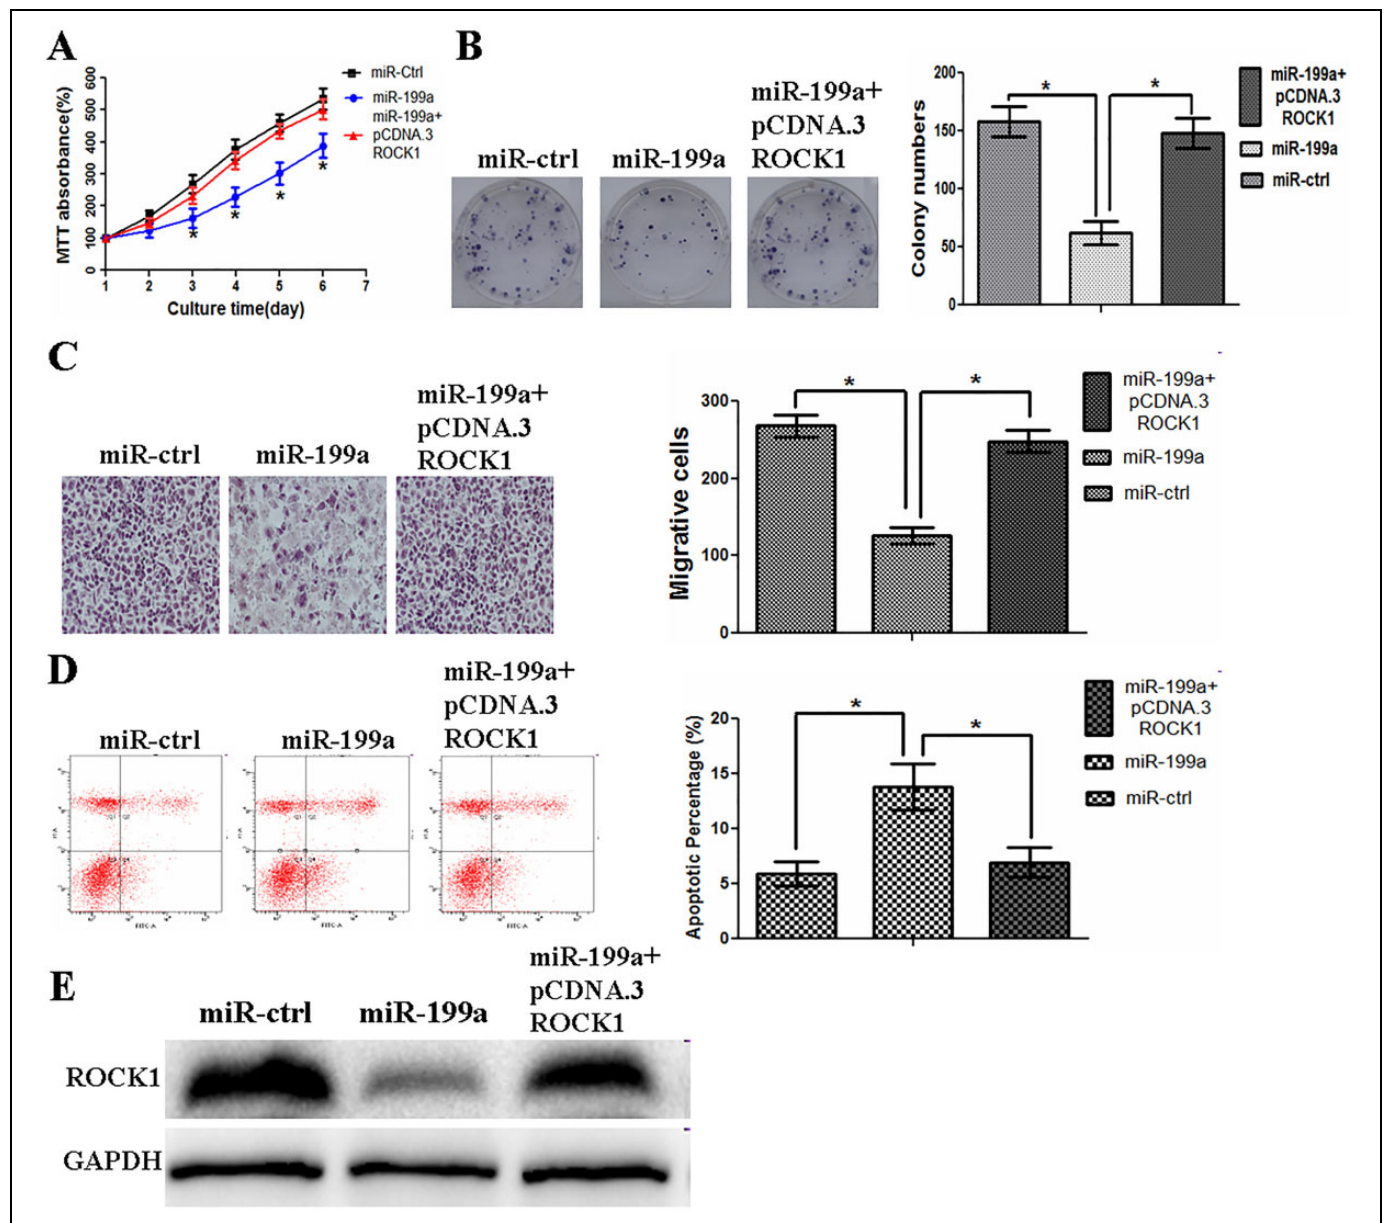 A
MTT absorbance(%)
600
500
400
300
200
100
0
1 2 3 4 5 6 7
Culture time(day)
miR-Ctrl
miR-199a
miR-199a+
pCDNA.3
ROCK1
* * * *
B
miR-ctrl
miR-199a
miR-199a+
pCDNA.3
ROCK1
Colony numbers
200
150
100
50
0
* *
miR-199a+
pCDNA.3
ROCK1
miR-199a
miR-ctrl
C
miR-ctrl
miR-199a
miR-199a+
pCDNA.3
ROCK1
Migrative cells
300
200
100
0
* *
miR-199a+
pCDNA.3
ROCK1
miR-199a
miR-ctrl
D
miR-ctrl
miR-199a
miR-199a+
pCDNA.3
ROCK1
FITC-A
FITC-A
FITC-A
Apoptotic Percentage (%)
20
15
10
5
0
* *
miR-199a+
pCDNA.3
ROCK1
miR-199a
miR-ctrl
E
miR-ctrl
miR-199a
miR-199a+
pCDNA.3
ROCK1
ROCK1
GAPDH